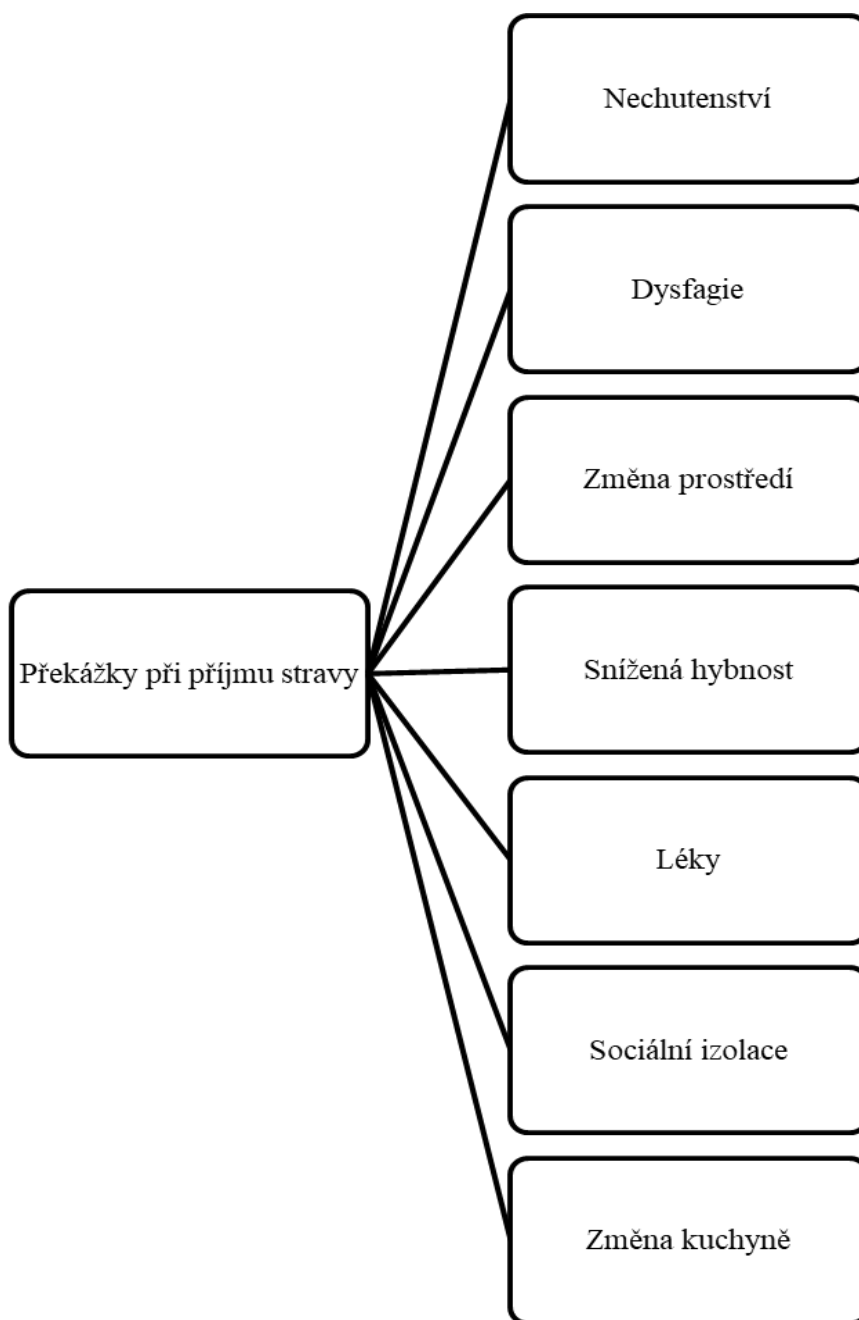 Nechutenství
Dysfagie
Změna prostředí
Překážky při příjmu stravy
Snížená hybnost
Léky
Sociální izolace
Změna kuchyně